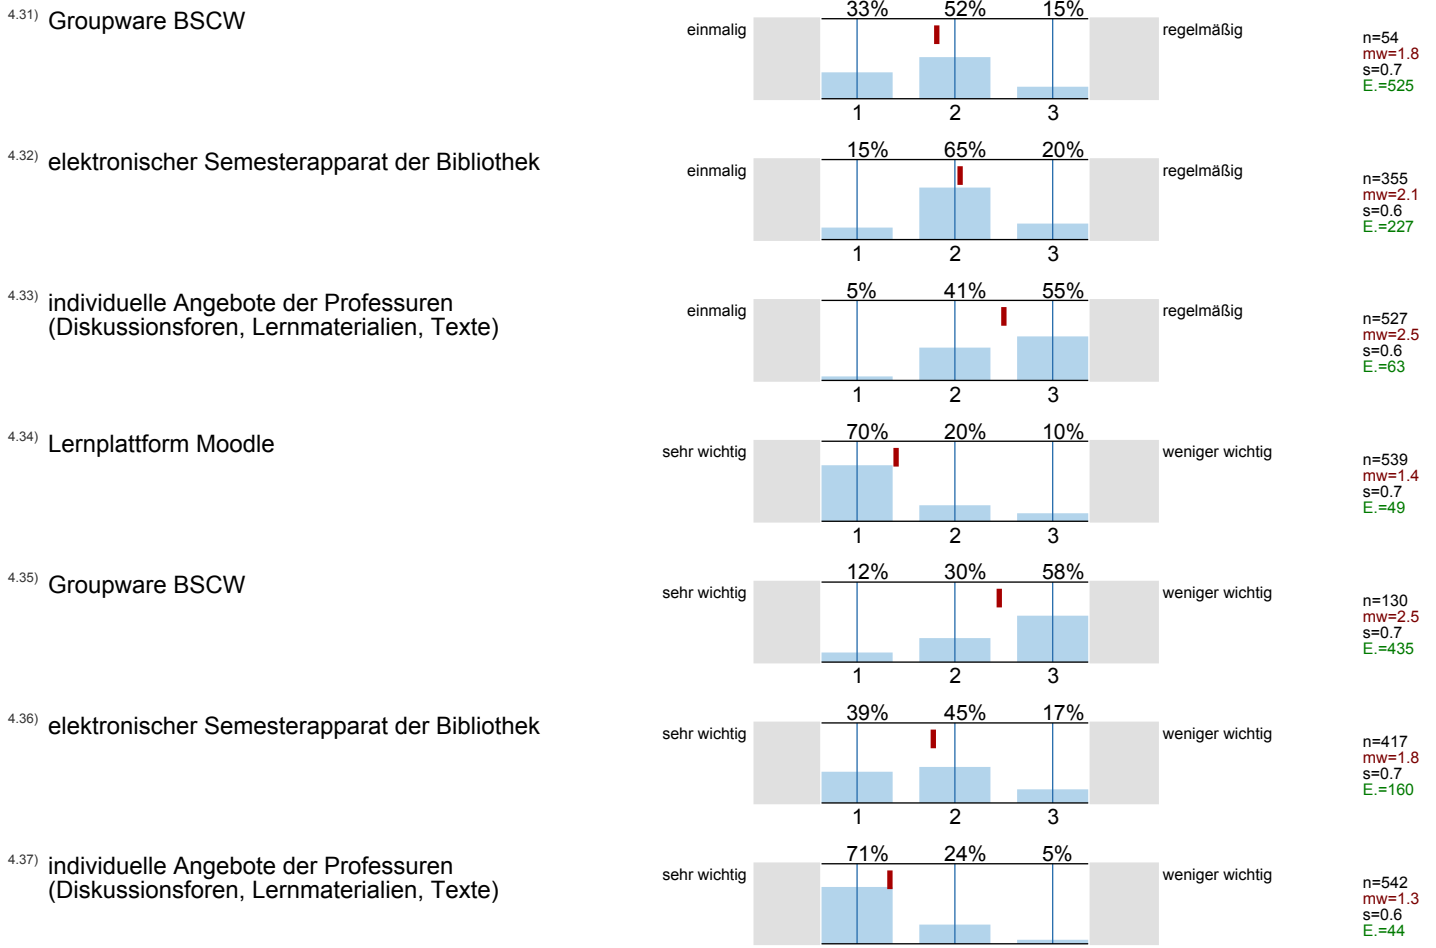 4.31) Groupware BSCW
33% 52% 15%
einmalig regelmäßig
1 2 3
n=54
mw=1.8
s=0.7
E.=525
4.32) elektronischer Semesterapparat der Bibliothek
15% 65% 20%
einmalig regelmäßig
1 2 3
n=355
mw=2.1
s=0.6
E.=227
4.33) individuelle Angebote der Professuren
(Diskussionsforen, Lernmaterialien, Texte)
5% 41% 55%
einmalig regelmäßig
1 2 3
n=527
mw=2.5
s=0.6
E.=63
4.34) Lernplattform Moodle
70% 20% 10%
sehr wichtig weniger wichtig
1 2 3
n=539
mw=1.4
s=0.7
E.=49
4.35) Groupware BSCW
12% 30% 58%
sehr wichtig weniger wichtig
1 2 3
n=130
mw=2.5
s=0.7
E.=435
4.36) elektronischer Semesterapparat der Bibliothek
39% 45% 17%
sehr wichtig weniger wichtig
1 2 3
n=417
mw=1.8
s=0.7
E.=160
4.37) individuelle Angebote der Professuren
(Diskussionsforen, Lernmaterialien, Texte)
71% 24% 5%
sehr wichtig weniger wichtig
n=542
mw=1.3
s=0.6
E.=44